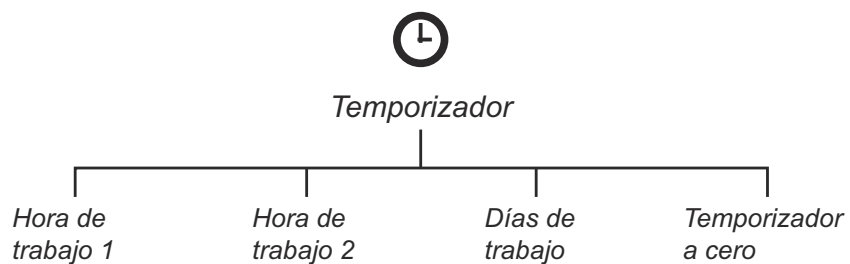 Temporizador
Hora de
trabajo 1
Hora de
trabajo 2
Días de
trabajo
Temporizador
a cero